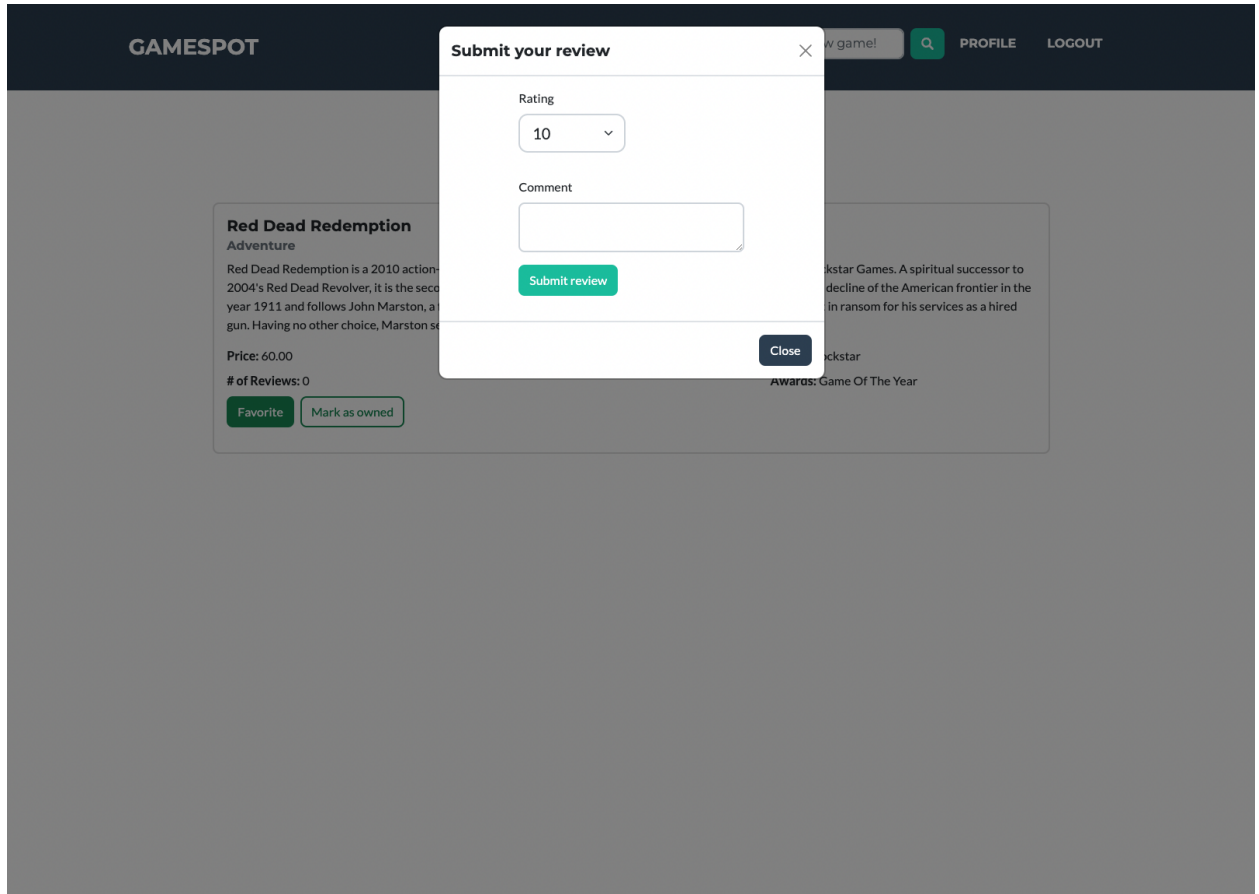 GAMESPOT
w game!
PROFILE
LOGOUT
Submit your review
Rating
10
Comment
Submit review
Close
Red Dead Redemption
Adventure
Red Dead Redemption is a 2010 action- kstar Games. A spiritual successor to
2004's Red Dead Revolver, it is the seco decline of the American frontier in the
year 1911 and follows John Marston, a in ransom for his services as a hired
gun. Having no other choice, Marston se
Price: 60.00 ockstar
# of Reviews: 0 Awards: Game Of The Year
Favorite Mark as owned